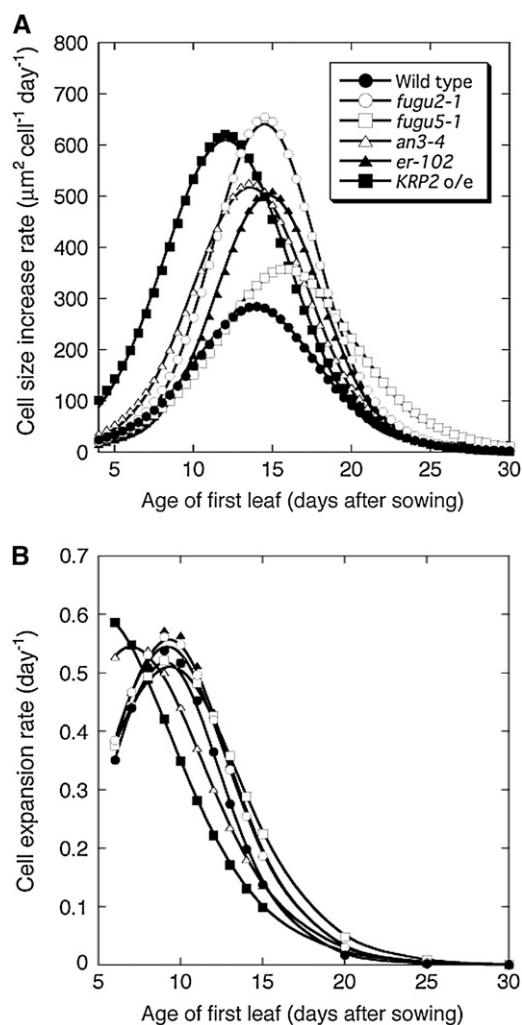 A
800
700
600
500
400
300
200
100
0
Cell size increase rate (µm² cell⁻¹ day⁻¹)
Wild type
fugu2-1
fugu5-1
an3-4
er-102
KRP2 o/e
5 10 15 20 25 30
Age of first leaf (days after sowing)
B
0.7
0.6
0.5
0.4
0.3
0.2
0.1
0
Cell expansion rate (day⁻¹)
5 10 15 20 25 30
Age of first leaf (days after sowing)